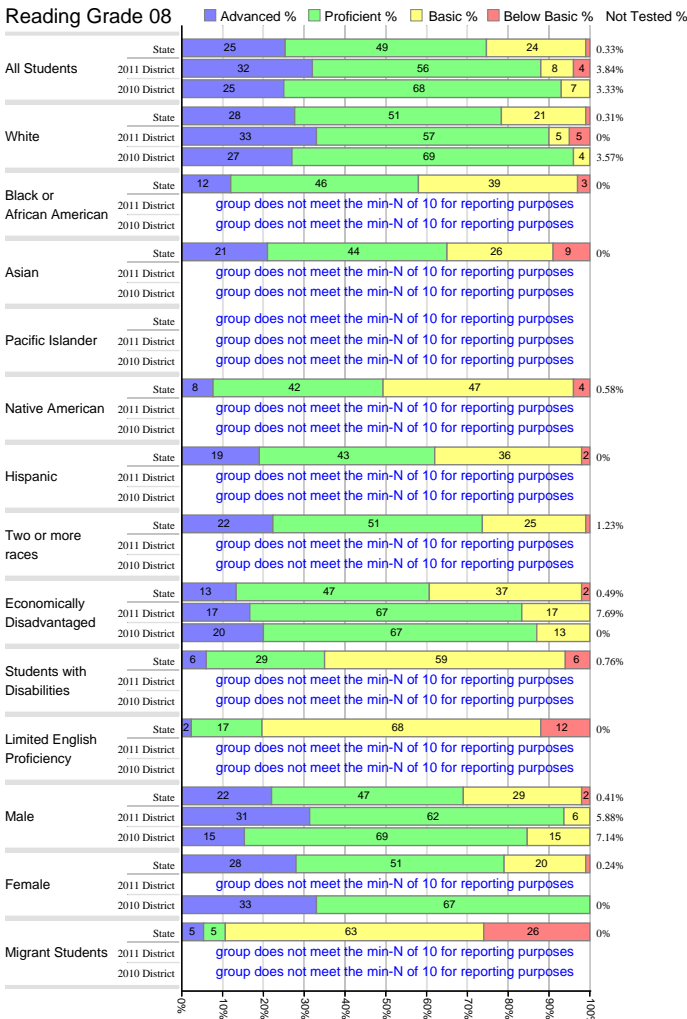 Reading Grade 08 Advanced % Proficient % Basic % Below Basic % Not Tested %
All Students
State 25 49 24 0.33%
2011 District 32 56 8 4 3.84%
2010 District 25 68 7 3.33%
White
State 28 51 21 0.31%
2011 District 33 57 5 5 0%
2010 District 27 69 4 3.57%
Black or
African American
State 12 46 39 3 0%
2011 District group does not meet the min-N of 10 for reporting purposes
2010 District group does not meet the min-N of 10 for reporting purposes
Asian
State 21 44 26 9 0%
2011 District group does not meet the min-N of 10 for reporting purposes
2010 District group does not meet the min-N of 10 for reporting purposes
Pacific Islander
State group does not meet the min-N of 10 for reporting purposes
2011 District group does not meet the min-N of 10 for reporting purposes
2010 District group does not meet the min-N of 10 for reporting purposes
Native American
State 8 42 47 4 0.58%
2011 District group does not meet the min-N of 10 for reporting purposes
2010 District group does not meet the min-N of 10 for reporting purposes
Hispanic
State 19 43 36 2 0%
2011 District group does not meet the min-N of 10 for reporting purposes
2010 District group does not meet the min-N of 10 for reporting purposes
Two or more
races
State 22 51 25 1.23%
2011 District group does not meet the min-N of 10 for reporting purposes
2010 District group does not meet the min-N of 10 for reporting purposes
Economically
Disadvantaged
State 13 47 37 2 0.49%
2011 District 17 67 17 7.69%
2010 District 20 67 13 0%
Students with
Disabilities
State 6 29 59 6 0.76%
2011 District group does not meet the min-N of 10 for reporting purposes
2010 District group does not meet the min-N of 10 for reporting purposes
Limited English
Proficiency
State 2 17 68 12 0%
2011 District group does not meet the min-N of 10 for reporting purposes
2010 District group does not meet the min-N of 10 for reporting purposes
Male
State 22 47 29 2 0.41%
2011 District 31 62 6 5.88%
2010 District 15 69 15 7.14%
Female
State 28 51 20 0.24%
2011 District group does not meet the min-N of 10 for reporting purposes
2010 District 33 67 0%
Migrant Students
State 5 5 63 26 0%
2011 District group does not meet the min-N of 10 for reporting purposes
2010 District group does not meet the min-N of 10 for reporting purposes
0% 10% 20% 30% 40% 50% 60% 70% 80% 90% 100%